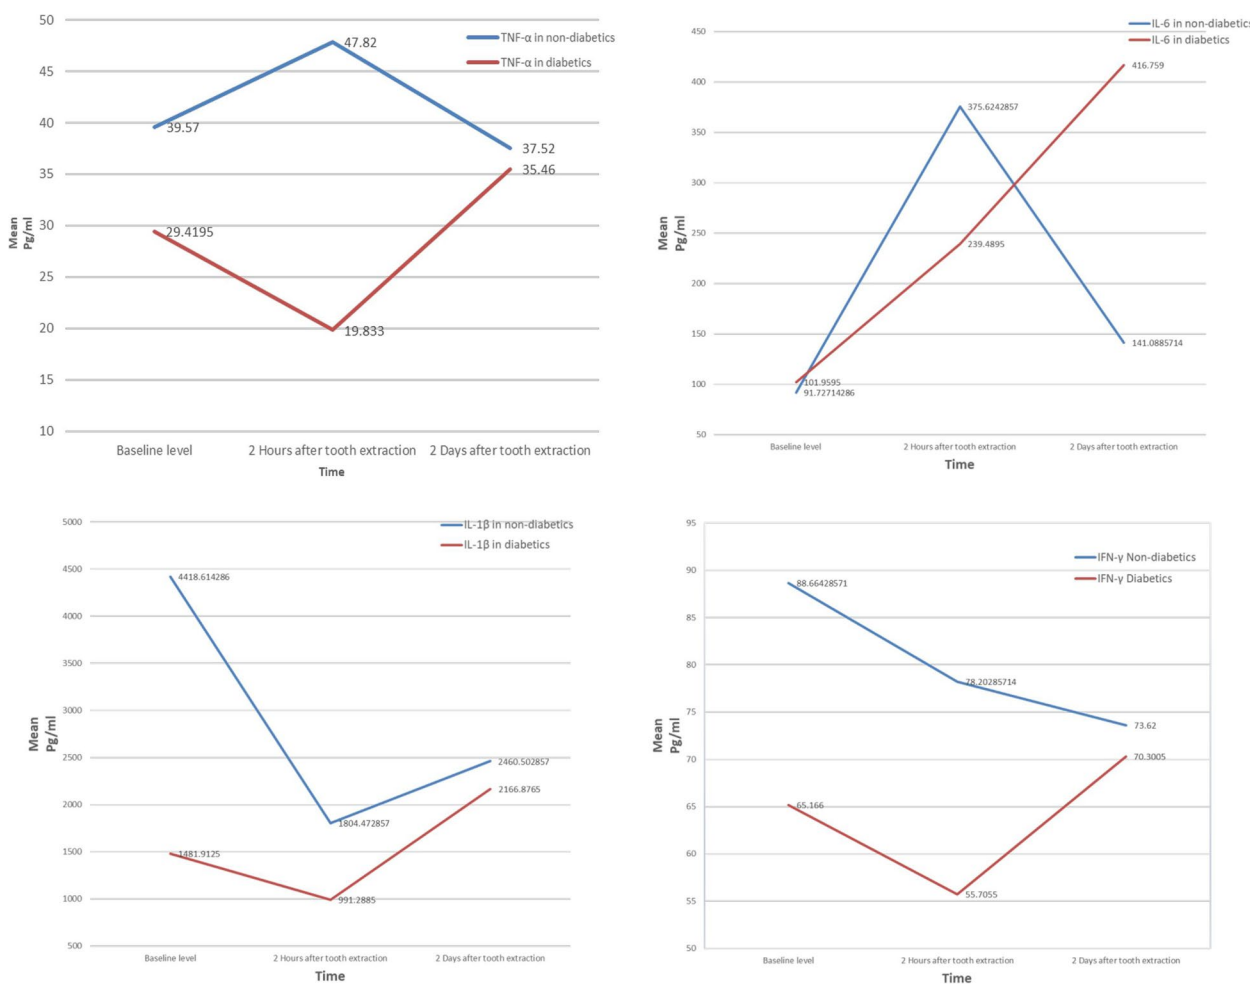 50
45
40
35
30
25
20
15
10
Mean
Pg/ml
TNF-α in non-diabetics
TNF-α in diabetics
39.57
47.82
37.52
29.4195
19.833
35.46
Baseline level
2 Hours after tooth extraction
2 Days after tooth extraction
Time
450
400
350
300
250
200
150
100
50
Mean
Pg/ml
IL-6 in non-diabetics
IL-6 in diabetics
416.759
375.6242857
239.4895
141.0885714
101.9595
91.72714286
Baseline level
2 Hours after tooth extraction
2 Days after tooth extraction
Time
5000
4500
4000
3500
3000
2500
2000
1500
1000
500
Mean
Pg/ml
IL-1β in non-diabetics
IL-1β in diabetics
4418.614286
1804.472857
2460.502857
1481.9125
991.2885
2166.8765
Baseline level
2 Hours after tooth extraction
2 Days after tooth extraction
Time
95
90
85
80
75
70
65
60
55
50
Mean
Pg/ml
IFN-γ Non-diabetics
IFN-γ Diabetics
88.66428571
78.20285714
73.62
65.166
55.7055
70.3005
Baseline level
2 Hours after tooth extraction
2 Days after tooth extraction
Time